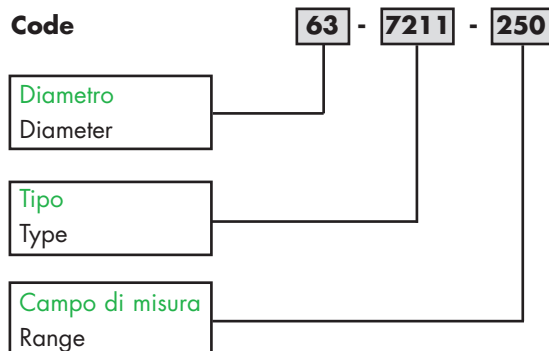 Code 63 - 7211 - 250
Diametro
Diameter
Tipo
Type
Campo di misura
Range